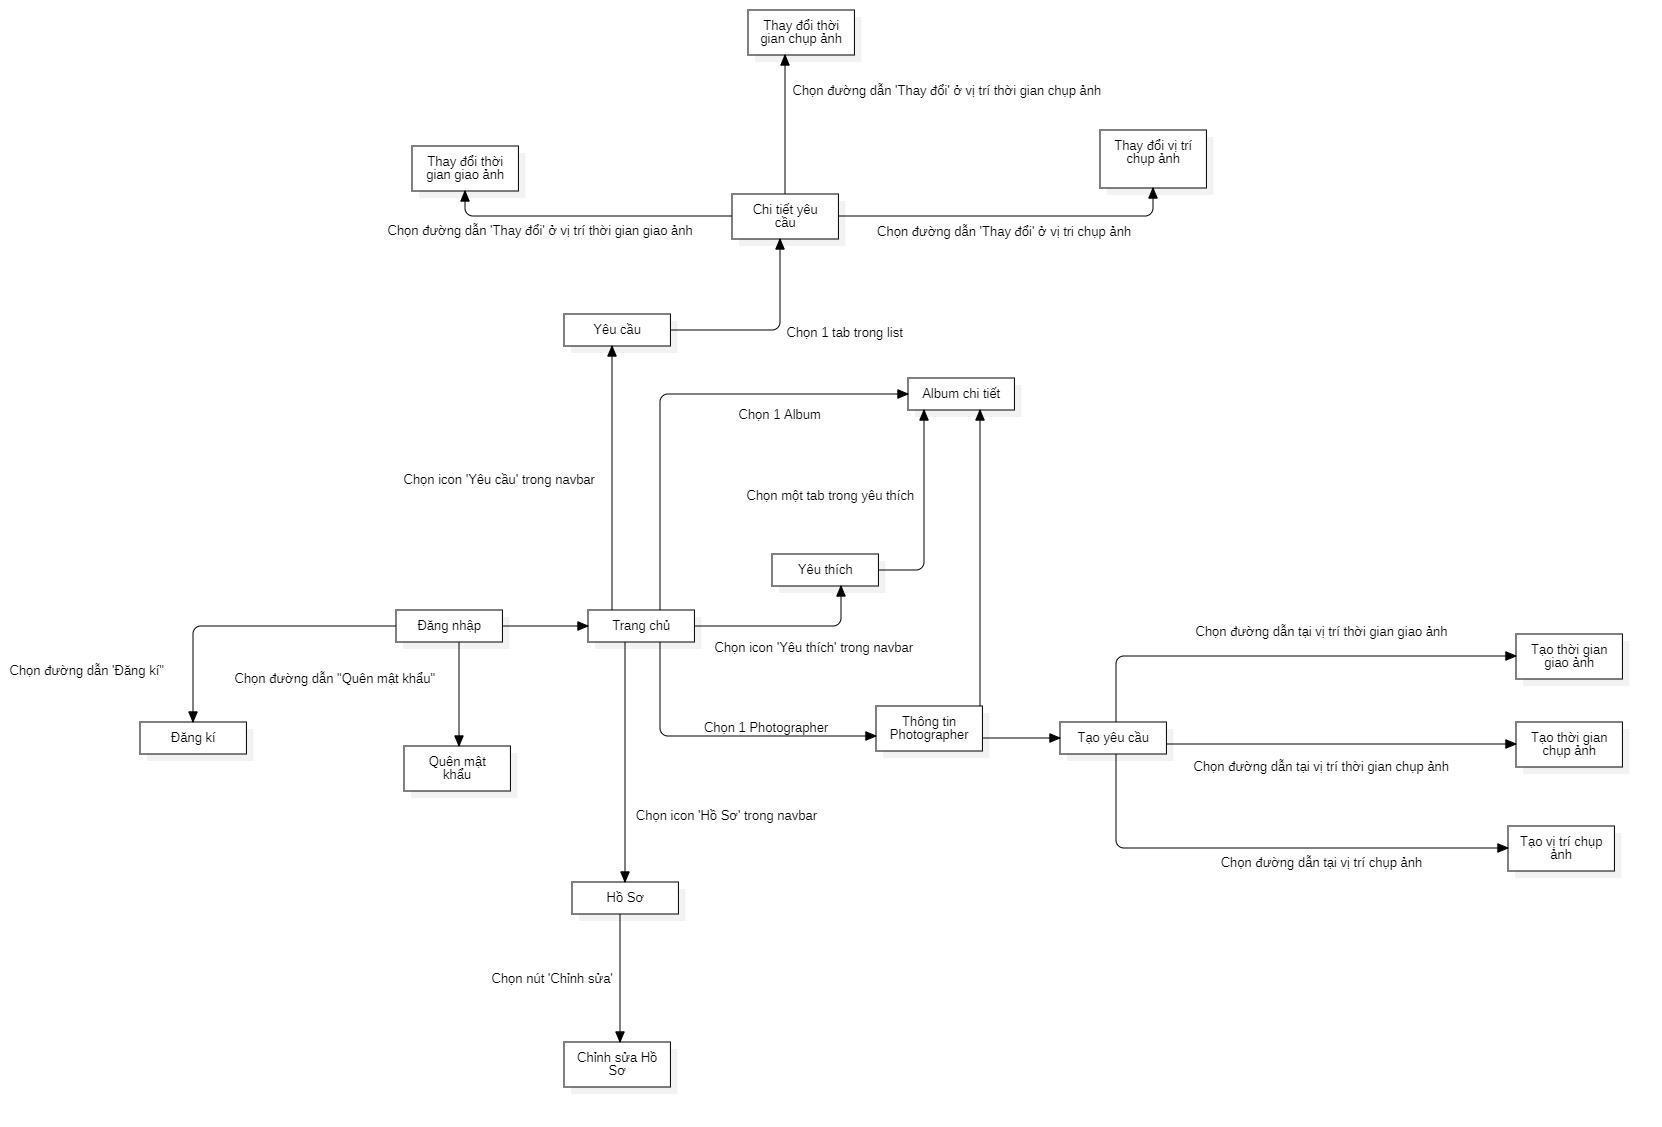 Thay đổi thời
gian chụp ảnh
Chọn đường dẫn 'Thay đổi' ở vị trí thời gian chụp ảnh
Thay đổi thời
gian giao ảnh
Thay đổi vị trí
chụp ảnh
Chi tiết yêu
cầu
Chọn đường dẫn 'Thay đổi' ở vị trí thời gian giao ảnh
Chọn đường dẫn 'Thay đổi' ở vị tri chụp ảnh
Yêu cầu
Chọn 1 tab trong list
Album chi tiết
Chọn 1 Album
Chọn icon 'Yêu cầu' trong navbar
Chọn một tab trong yêu thích
Yêu thích
Đăng nhập
Trang chủ
Chọn icon 'Yêu thích' trong navbar
Chọn đường dẫn tại vị trí thời gian giao ảnh
Tạo thời gian
giao ảnh
Chọn đường dẫn 'Đăng kí"
Chọn đường dẫn "Quên mât khẩu"
Đăng kí
Quên mật
khẩu
Chọn 1 Photographer
Thông tin
Photographer
Tạo yêu cầu
Tạo thời gian
chụp ảnh
Chọn đường dẫn tại vị trí thời gian chụp ảnh
Chọn icon 'Hồ Sơ' trong navbar
Tạo vị trí chụp
ảnh
Chọn đường dẫn tại vị trí chụp ảnh
Hồ Sơ
Chọn nút 'Chỉnh sửa'
Chỉnh sửa Hồ
Sơ